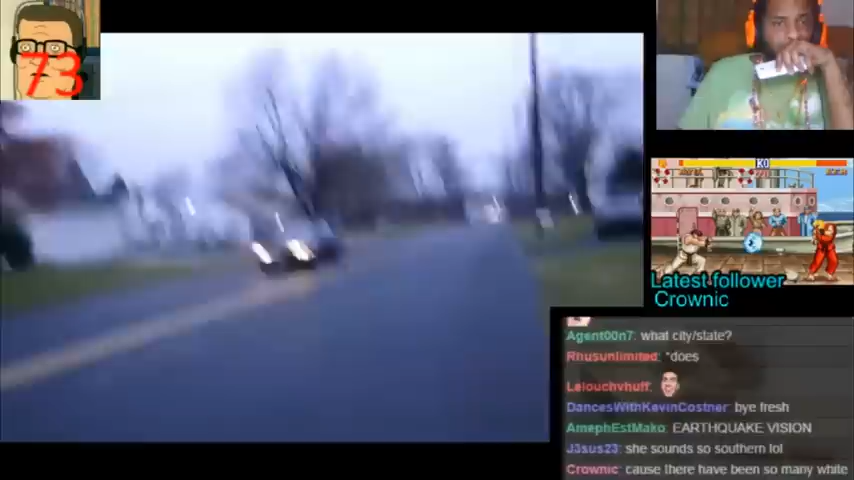 73
KO
Latest follower
Crownic
Agent00n7: what city/state?
Rhusunlimited: *does
Lelouchvhuff:
DancesWithKevinCostner: bye fresh
AmephEstMako: EARTHQUAKE VISION
J3sus23: she sounds so southern lol
Crownic: cause there have been so many white